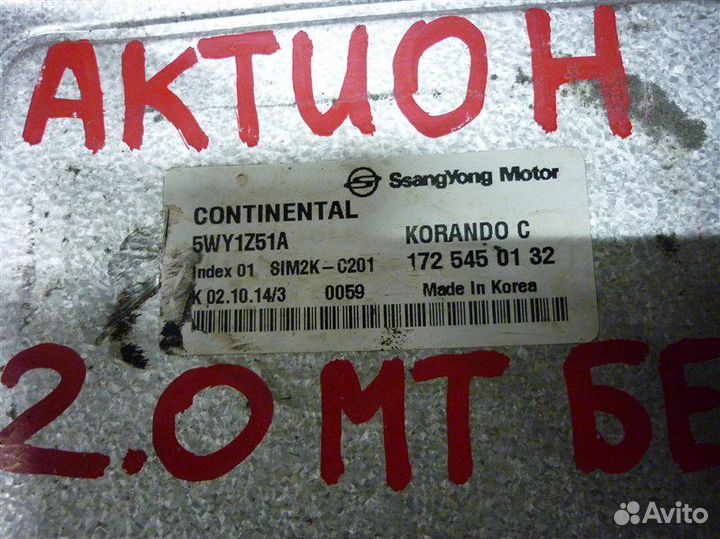 АКТИОН
SsangYong Motor
CONTINENTAL
5WY1Z51A KORANDO C
Index 01 SIM2K-C201 172 545 01 32
K 02.10.14/3 0059 Made In Korea
2.0 МТ БЕ
Avito